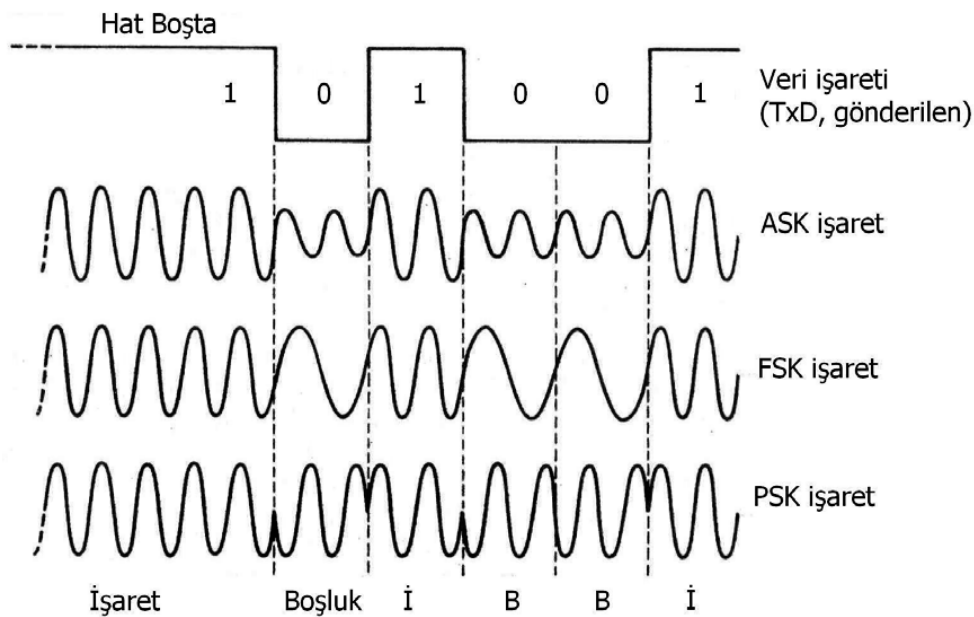 Hat Boşta
1 0 1 0 0 1
Veri işareti
(TxD, gönderilen)
ASK işaret
FSK işaret
PSK işaret
İşaret Boşluk İ B B İ